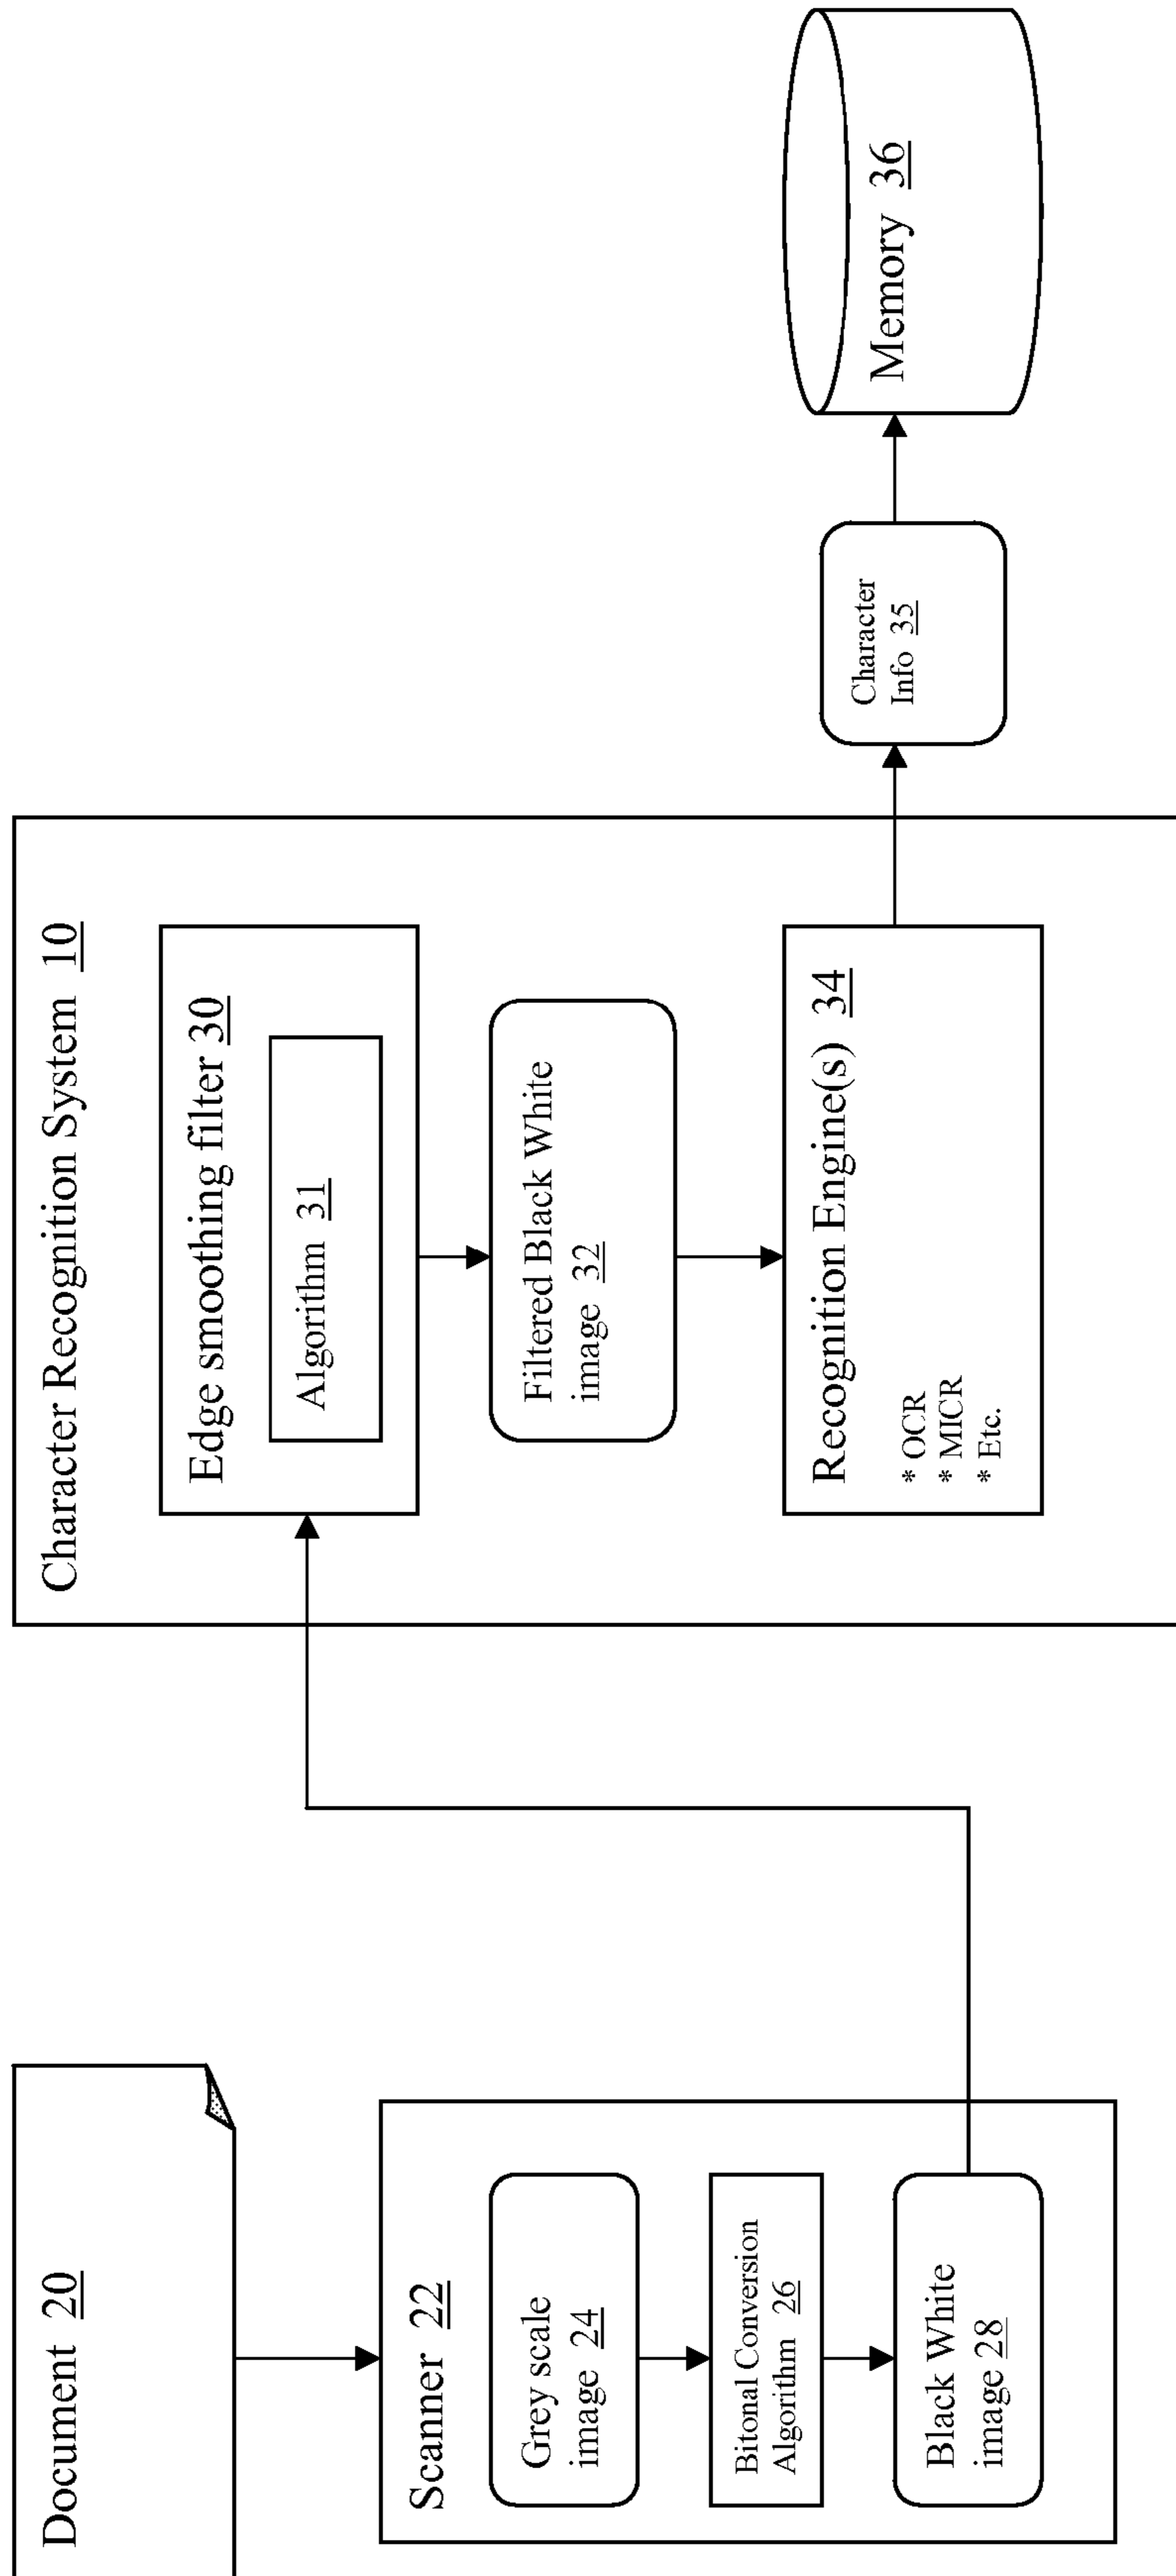 Document 20
Scanner 22
Grey scale
image 24
Bitonal Conversion
Algorithm 26
Black White
image 28
Character Recognition System 10
Edge smoothing filter 30
Algorithm 31
Filtered Black White
image 32
Recognition Engine(s) 34
* OCR
* MICR
* Etc.
Character
Info 35
Memory 36